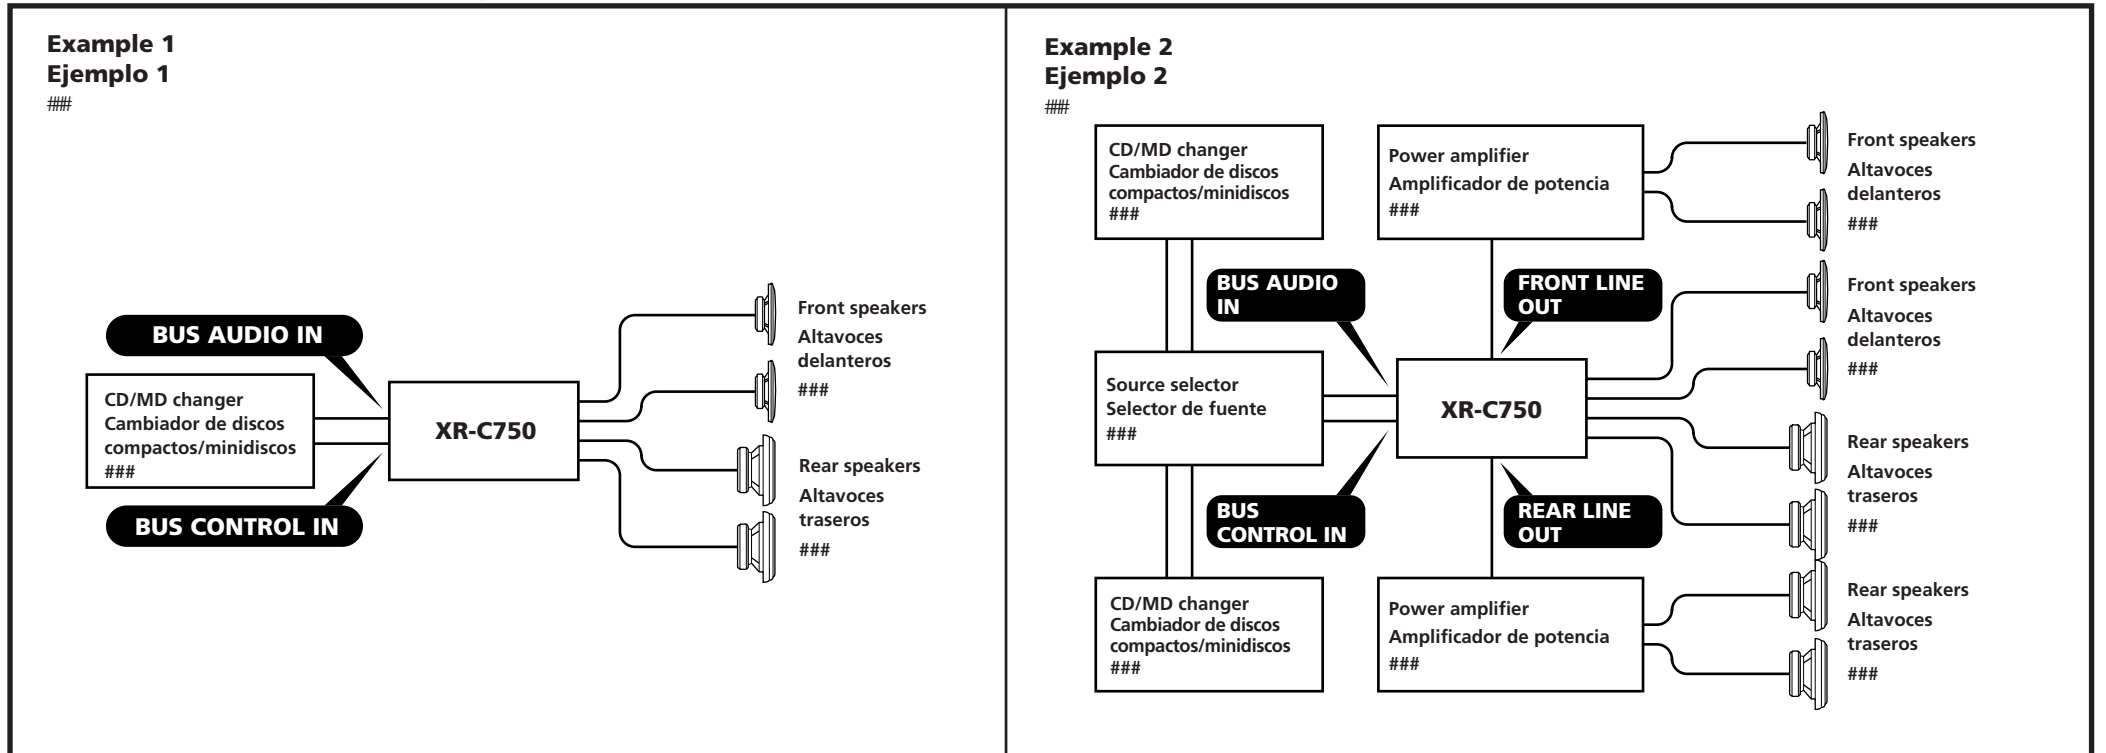 Example 1
Ejemplo 1
###
BUS AUDIO IN
CD/MD changer
Cambiador de discos
compactos/minidiscos
###
BUS CONTROL IN
XR-C750
Front speakers
Altavoces
delanteros
###
Rear speakers
Altavoces
traseros
###
Example 2
Ejemplo 2
###
CD/MD changer
Cambiador de discos
compactos/minidiscos
###
Power amplifier
Amplificador de potencia
###
Front speakers
Altavoces
delanteros
###
BUS AUDIO
IN
FRONT LINE
OUT
Front speakers
Altavoces
delanteros
###
Source selector
Selector de fuente
###
XR-C750
Rear speakers
Altavoces
traseros
###
BUS
CONTROL IN
REAR LINE
OUT
CD/MD changer
Cambiador de discos
compactos/minidiscos
###
Power amplifier
Amplificador de potencia
###
Rear speakers
Altavoces
traseros
###